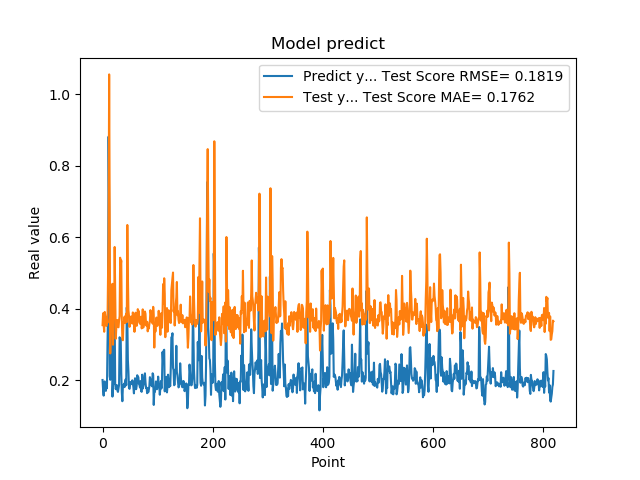 Model predict
Predict y... Test Score RMSE= 0.1819
Test y... Test Score MAE= 0.1762
Real value
1.0
0.8
0.6
0.4
0.2
0
200
400
600
800
Point